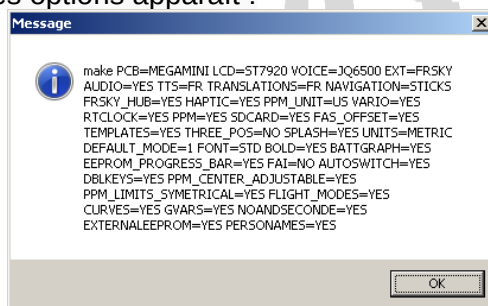 es options apparaît :
Message
make PCB=MEGAMINI LCD=ST7920 VOICE=JQ6500 EXT=FRSKY
AUDIO=YES TTS=FR TRANSLATIONS=FR NAVIGATION=STICKS
FRSKY_HUB=YES HAPTIC=YES PPM_UNIT=US VARIO=YES
RTCLOCK=YES PPM=YES SDCARD=YES FAS_OFFSET=YES
TEMPLATES=YES THREE_POS=NO SPLASH=YES UNITS=METRIC
DEFAULT_MODE=1 FONT=STD BOLD=YES BATTGRAPH=YES
EEPROM_PROGRESS_BAR=YES FAI=NO AUTOSWITCH=YES
DBLKEYS=YES PPM_CENTER_ADJUSTABLE=YES
PPM_LIMITS_SYMETRICAL=YES FLIGHT_MODES=YES
CURVES=YES GVARS=YES NOANDSECONDE=YES
EXTERNALEEPROM=YES PERSONAMES=YES
OK